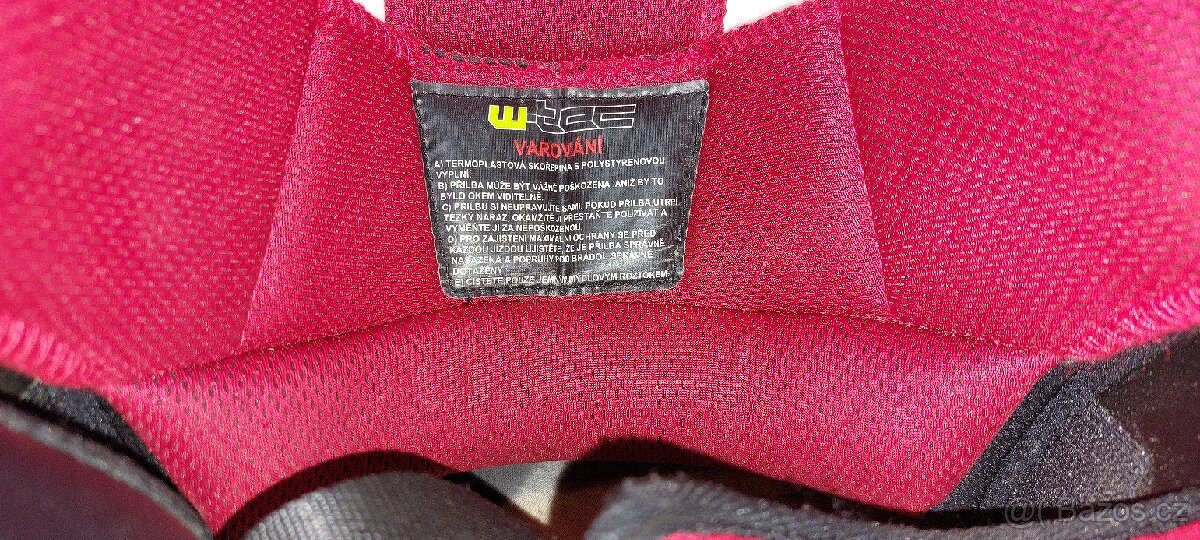 W-TEC
VAROVÁNÍ
A) TERMOPLASTOVÁ SKOŘEPINA S POLYSTYRENOVOU
VÝPLNÍ
B) PŘILBA MŮŽE BÝT VÁŽNĚ POŠKOZENA ANIŽ BY TO
BYLO OKEM VIDITELNÉ.
C) PŘILBU SI NEUPRAVUJTE SAMI. POKUD PŘILBA UTRPÍ
TĚŽKÝ NÁRAZ, OKAMŽITĚ JI PŘESTAŇTE POUŽÍVAT A
VYMĚŇTE JI ZA NEPOŠKOZENOU.
D) PRO ZAJIŠTĚNÍ MAXIMÁLNÍ OCHRANY SE PŘED
KAŽDOU JÍZDOU UJISTĚTE, ŽE JE PŘILBA SPRÁVNĚ
NASAZENA A POPRUHY POD BRADOU SPRÁVNĚ
DOTAŽENY
E) ČISTĚTE POUZE JEMNÝM MÝDLOVÝM ROZTOKEM
Bazos.cz